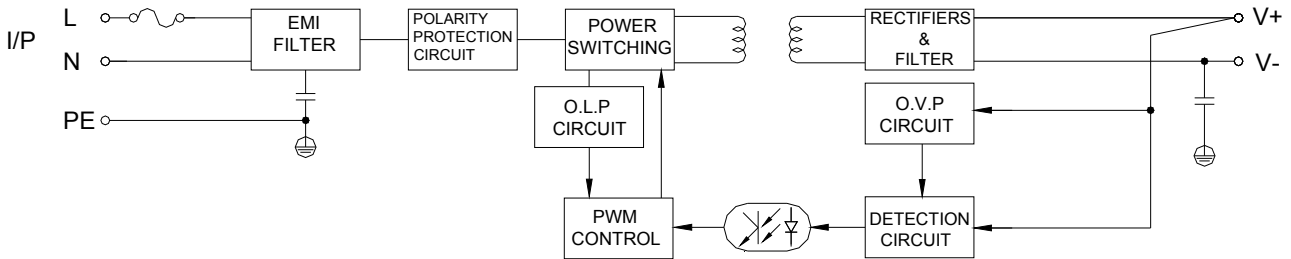 I/P
L
N
PE
EMI
FILTER
POLARITY
PROTECTION
CIRCUIT
POWER
SWITCHING
RECTIFIERS
&
FILTER
V+
V-
O.L.P
CIRCUIT
O.V.P
CIRCUIT
PWM
CONTROL
DETECTION
CIRCUIT